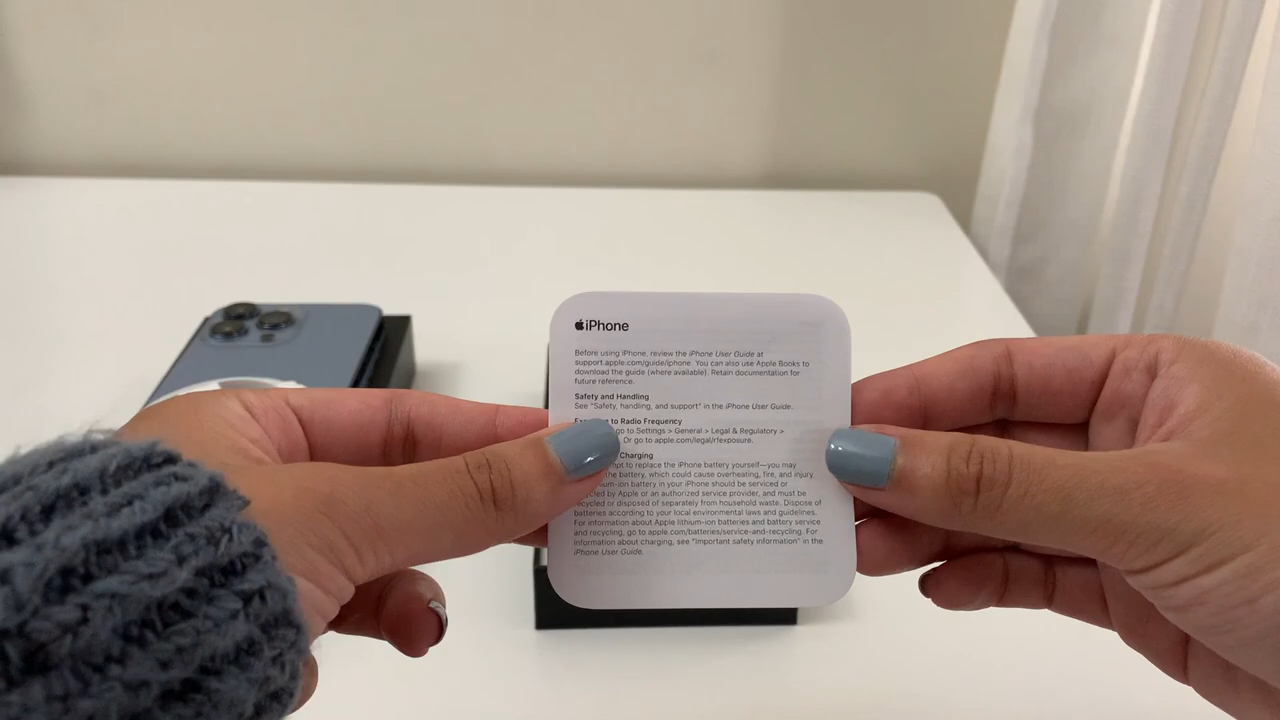 iPhone
Before using iPhone, review the iPhone User Guide at
support.apple.com/guide/iphone. You can also use Apple Books to
download the guide (where available). Retain documentation for
future reference.
Safety and Handling
See “Safety, handling, and support” in the iPhone User Guide.
to Radio Frequency
go to Settings > General > Legal & Regulatory >
Or go to apple.com/legal/rfexposure.
Charging
to replace the iPhone battery yourself—you may
the battery, which could cause overheating, fire, and injury.
battery in your iPhone should be serviced or
by Apple or an authorized service provider, and must be
recycled or disposed of separately from household waste. Dispose of
batteries according to your local environmental laws and guidelines.
For information about Apple lithium-ion batteries and battery service
and recycling, go to apple.com/batteries/service-and-recycling. For
information about charging, see “Important safety information” in the
iPhone User Guide.